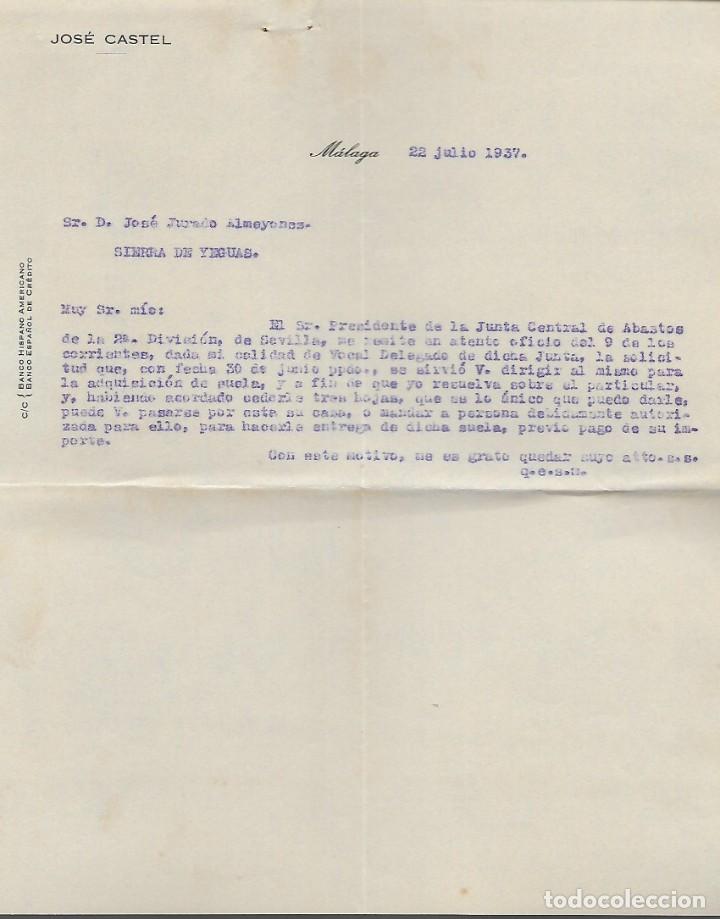 JOSÉ CASTEL
Málaga 22 julio 1937.
Sr. D. José Jurado Almeyones-
SIERRA DE YEGUAS.
c/c { BANCO HISPANO AMERICANO
BANCO ESPAÑOL DE CRÉDITO
Muy Sr. mío:
El Sr. Presidente de la Junta Central de Abastos
de la 2ª. División, de Sevilla, me remite en atento oficio del 9 de los
corrientes, dada mi calidad de Vocal Delegado de dicha Junta, la solici-
tud que, con fecha 30 de junio ppdo., se sirvió V. dirigir al mismo para
la adquisición de suela, y a fin de que yo resuelva sobre el particular,
y, habiendo acordado cederle tres hojas, que es lo único que puedo darle,
puede V. pasarse por esta su casa, o mandar a persona debidamente autori-
zada para ello, para hacerle entrega de dicha suela, previo pago de su im-
porte.
Con este motivo, me es grato quedar suyo atto.s.s.
q.e.s.m.
todocoleccion